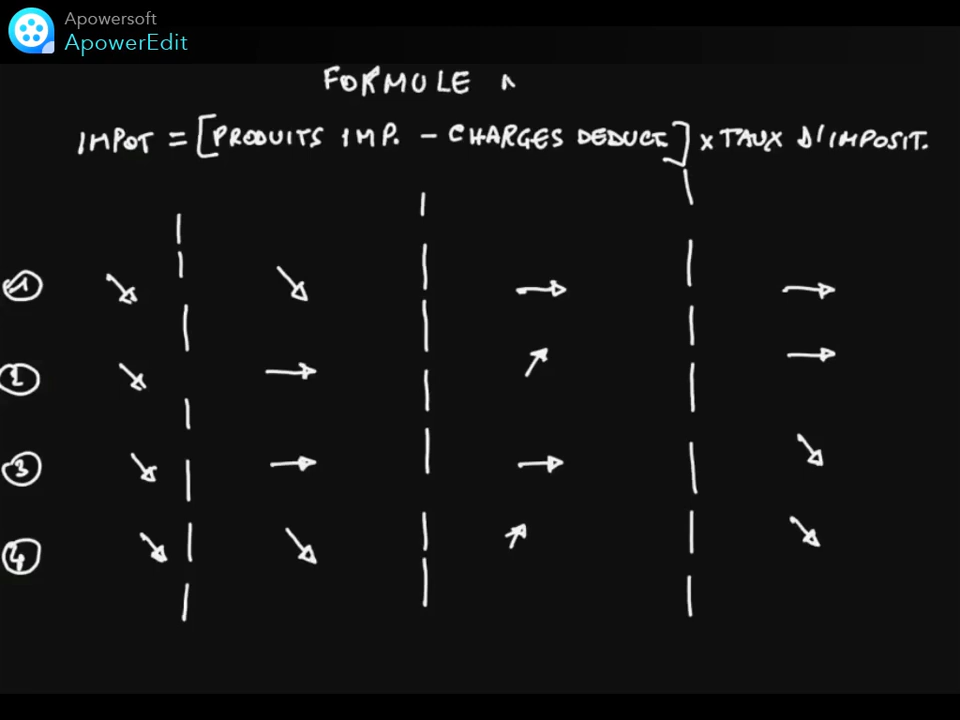 Apowersoft
ApowerEdit
FORMULE
IMPOT = [PRODUITS IMP. - CHARGES DEDUCT] x TAUX D'IMPOSIT.
1 ↘ ↘ → →
2 ↘ → ↗ →
3 ↘ → → ↘
4 ↘ ↘ ↗ ↘